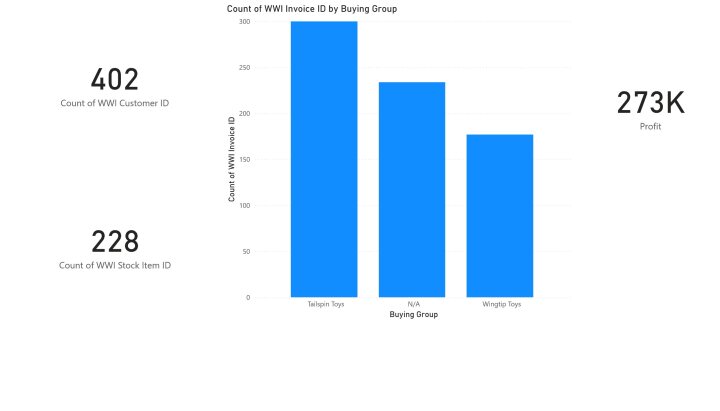 Count of WWI Invoice ID by Buying Group
402
Count of WWI Customer ID
228
Count of WWI Stock Item ID
Count of WWI Invoice ID
300
250
200
150
100
50
0
Tailspin Toys
N/A
Wingtip Toys
Buying Group
273K
Profit